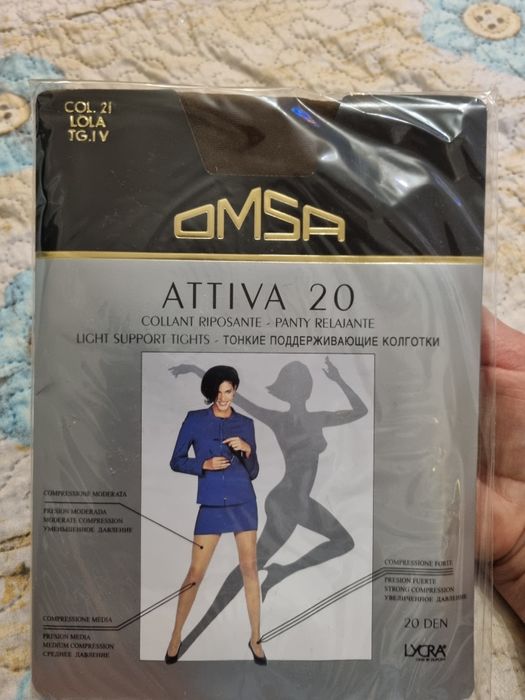 COL. 21
LOLA
TG.IV
OMSA
ATTIVA 20
COLLANT RIPOSANTE - PANTY RELAJANTE
LIGHT SUPPORT TIGHTS - ТОНКИЕ ПОДДЕРЖИВАЮЩИЕ КОЛГОТКИ
COMPRESSIONE MODERATA
PRESION MODERADA
MODERATE COMPRESSION
УМЕНЬШЕННОЕ ДАВЛЕНИЕ
COMPRESSIONE FORTE
PRESION FUERTE
STRONG COMPRESSION
УВЕЛИЧЕННОЕ ДАВЛЕНИЕ
COMPRESSIONE MEDIA
PRESION MEDIA
MEDIUM COMPRESSION
СРЕДНЕЕ ДАВЛЕНИЕ
20 DEN
LYCRA